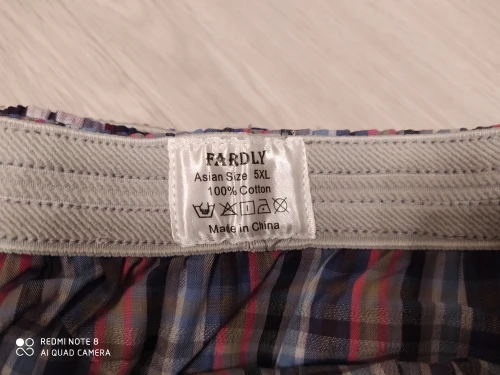 FARDLY
Asian Size 5XL
100% Cotton
Made in China
REDMI NOTE 8
AI QUAD CAMERA